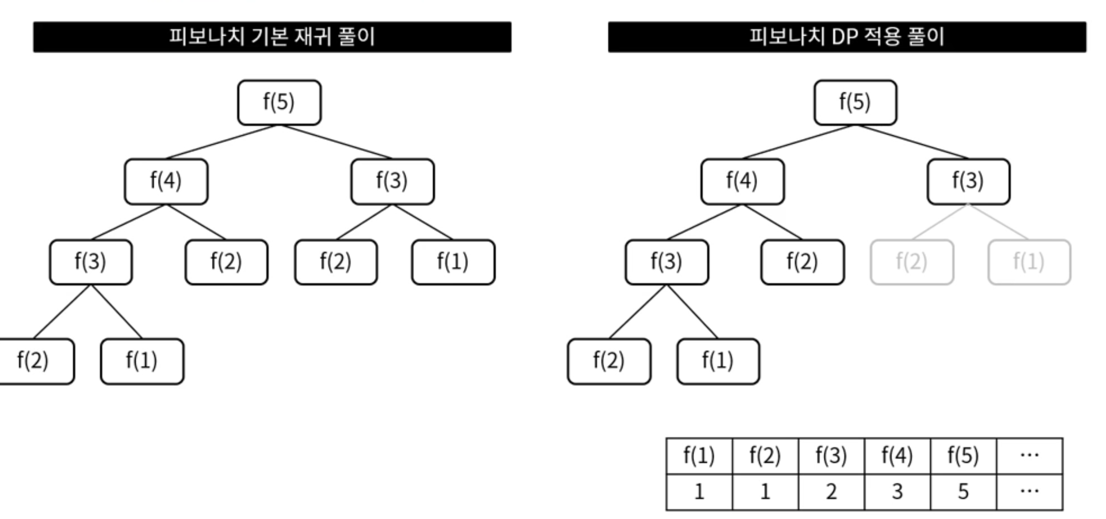 피보나치 기본 재귀 풀이
f(5)
f(4) f(3)
f(3) f(2) f(2) f(1)
f(2) f(1)
피보나치 DP 적용 풀이
f(5)
f(4) f(3)
f(3) f(2) f(2) f(1)
f(2) f(1)
f(1) f(2) f(3) f(4) f(5) ⋯
1 1 2 3 5 ⋯